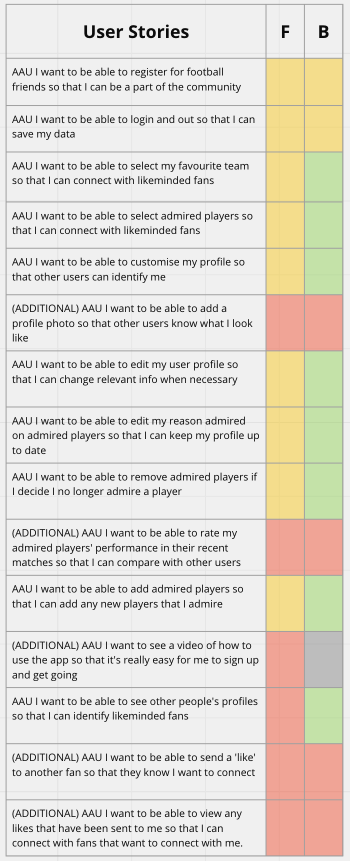 User Stories F B
AAU I want to be able to register for football
friends so that I can be a part of the community
AAU I want to be able to login and out so that I can
save my data
AAU I want to be able to select my favourite team
so that I can connect with likeminded fans
AAU I want to be able to select admired players so
that I can connect with likeminded fans
AAU I want to be able to customise my profile so
that other users can identify me
(ADDITIONAL) AAU I want to be able to add a
profile photo so that other users know what I look
like
AAU I want to be able to edit my user profile so
that I can change relevant info when necessary
AAU I want to be able to edit my reason admired
on admired players so that I can keep my profile up
to date
AAU I want to be able to remove admired players if
I decide I no longer admire a player
(ADDITIONAL) AAU I want to be able to rate my
admired players' performance in their recent
matches so that I can compare with other users
AAU I want to be able to add admired players so
that I can add any new players that I admire
(ADDITIONAL) AAU I want to see a video of how to
use the app so that it's really easy for me to sign up
and get going
AAU I want to be able to see other people's profiles
so that I can identify likeminded fans
(ADDITIONAL) AAU I want to be able to send a 'like'
to another fan so that they know I want to connect
(ADDITIONAL) AAU I want to be able to view any
likes that have been sent to me so that I can
connect with fans that want to connect with me.